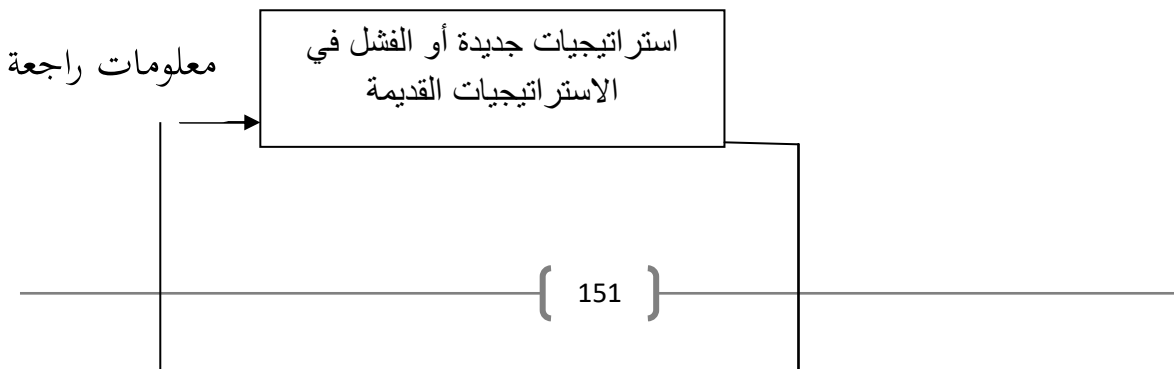 استراتيجيات جديدة أو الفشل في
الاستراتيجيات القديمة
معلومات راجعة
151